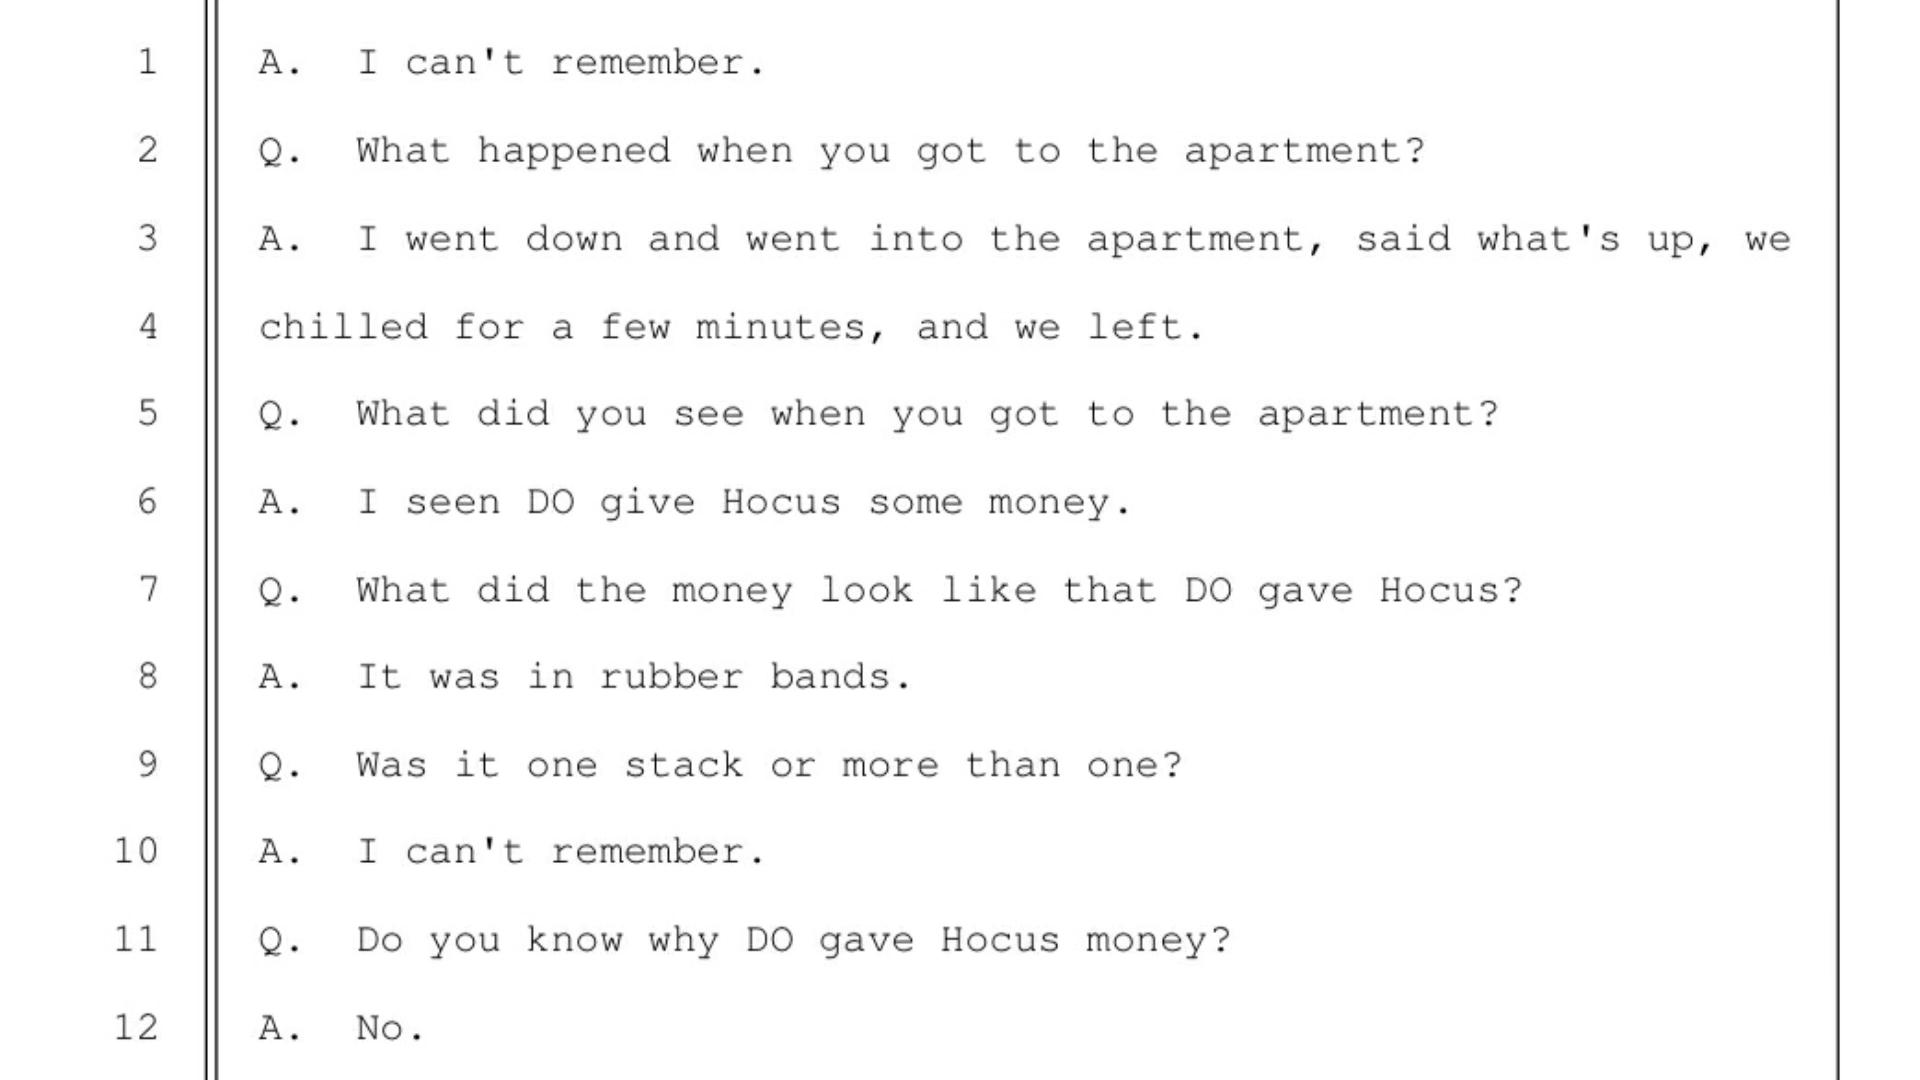 1 A. I can't remember.
2 Q. What happened when you got to the apartment?
3 A. I went down and went into the apartment, said what's up, we
4 chilled for a few minutes, and we left.
5 Q. What did you see when you got to the apartment?
6 A. I seen DO give Hocus some money.
7 Q. What did the money look like that DO gave Hocus?
8 A. It was in rubber bands.
9 Q. Was it one stack or more than one?
10 A. I can't remember.
11 Q. Do you know why DO gave Hocus money?
12 A. No.